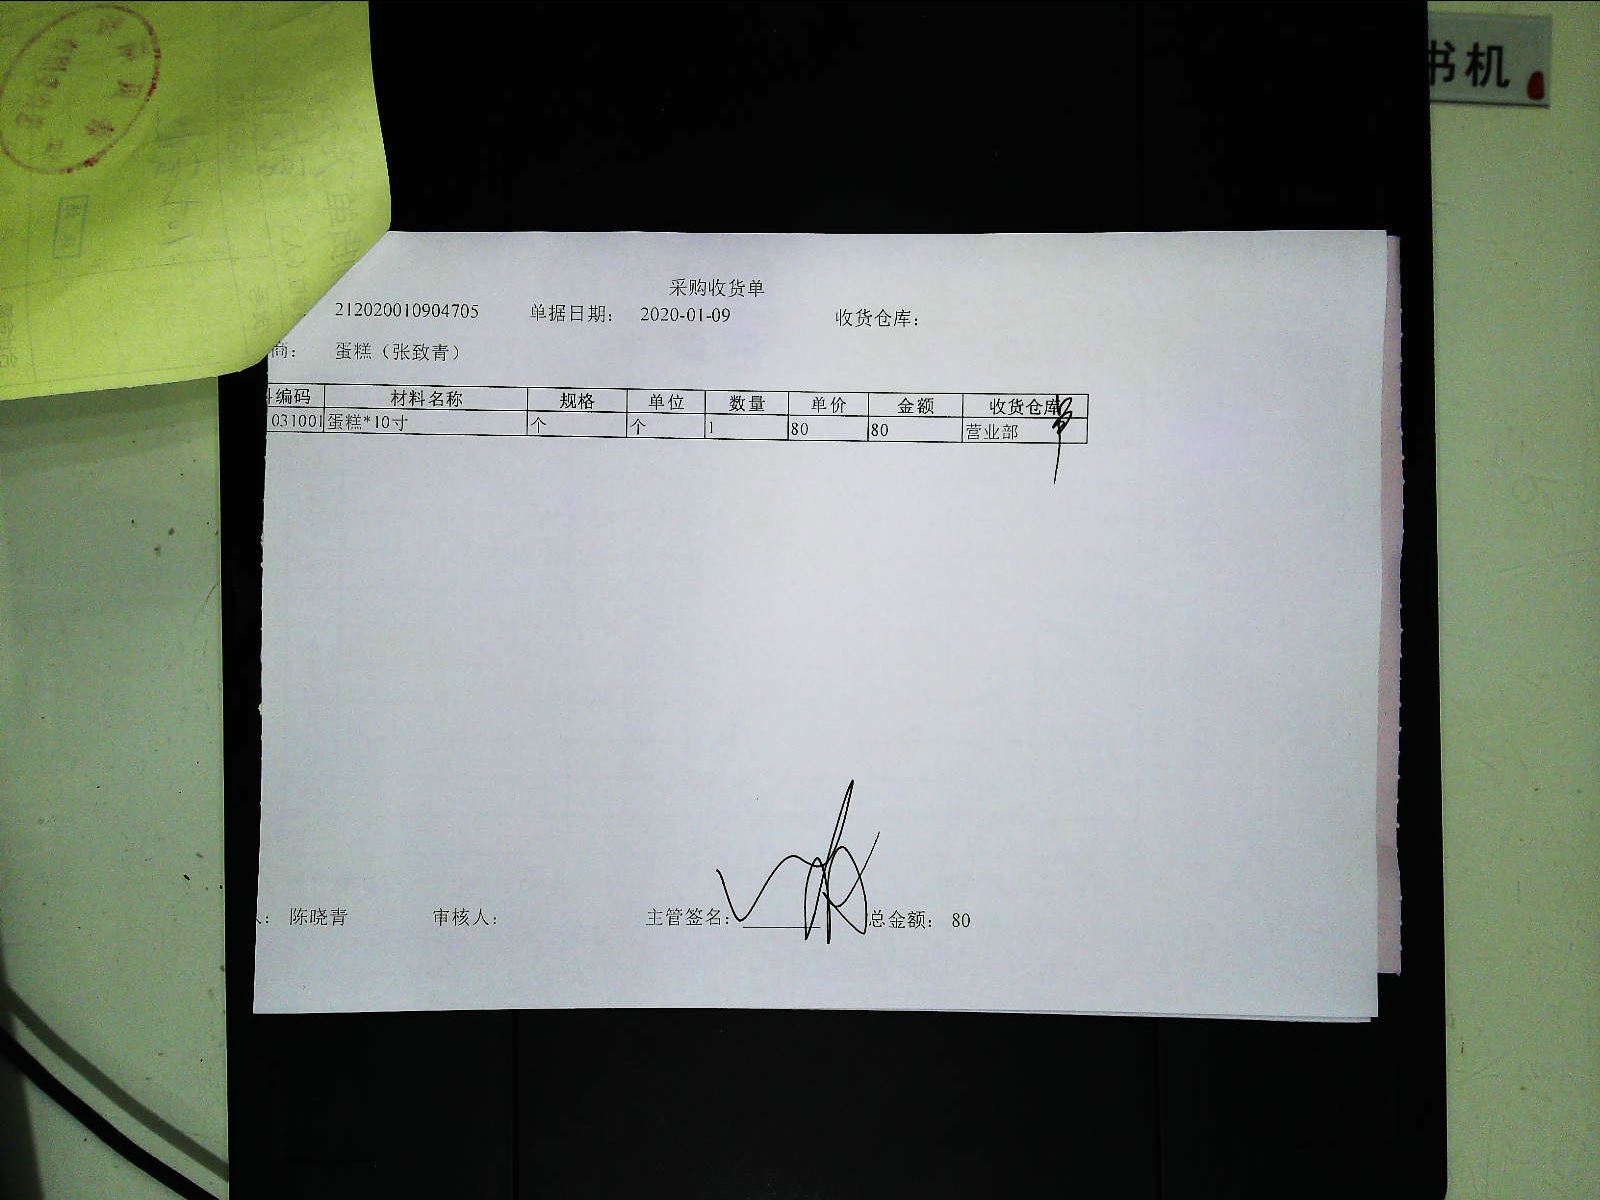 书机
采购收货单
212020010904705 单据日期： 2020-01-09 收货仓库：
商： 蛋糕（张致青）
编码 材料名称 规格 单位 数量 单价 金额 收货仓库
031001 蛋糕*10寸 个 个 1 80 80 营业部
人： 陈晓青 审核人： 主管签名： 总金额： 80